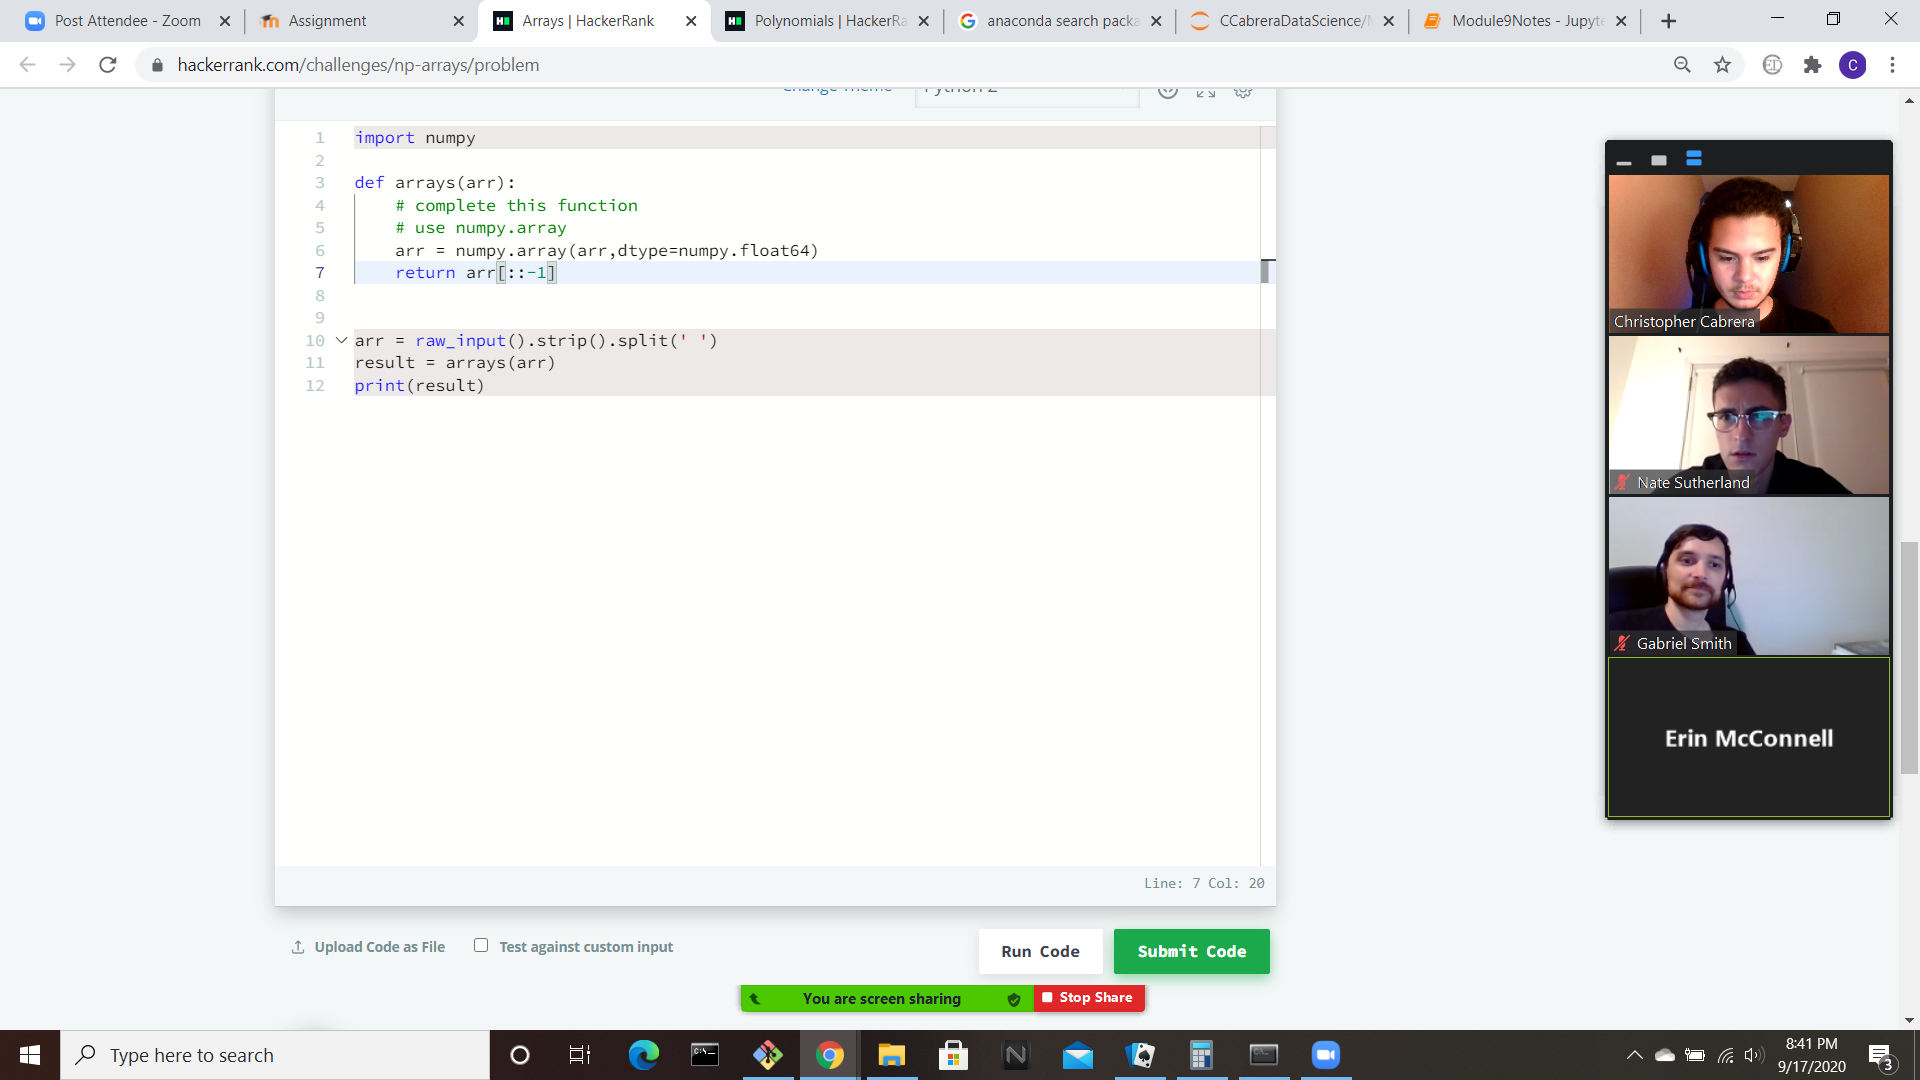 Post Attendee - Zoom
Assignment
Arrays | HackerRank
Polynomials | HackerRa
anaconda search packa
CCabreraDataScience/
Module9Notes - Jupyte
hackerrank.com/challenges/np-arrays/problem
C
Change Theme
Python 2
1 import numpy
2
3 def arrays(arr):
4 # complete this function
5 # use numpy.array
6 arr = numpy.array(arr,dtype=numpy.float64)
7 return arr[::-1]
8
9
10 arr = raw_input().strip().split(' ')
11 result = arrays(arr)
12 print(result)
Line: 7 Col: 20
Upload Code as File
Test against custom input
Run Code
Submit Code
Christopher Cabrera
Nate Sutherland
Gabriel Smith
Erin McConnell
You are screen sharing
Stop Share
Type here to search
8:41 PM
9/17/2020
3